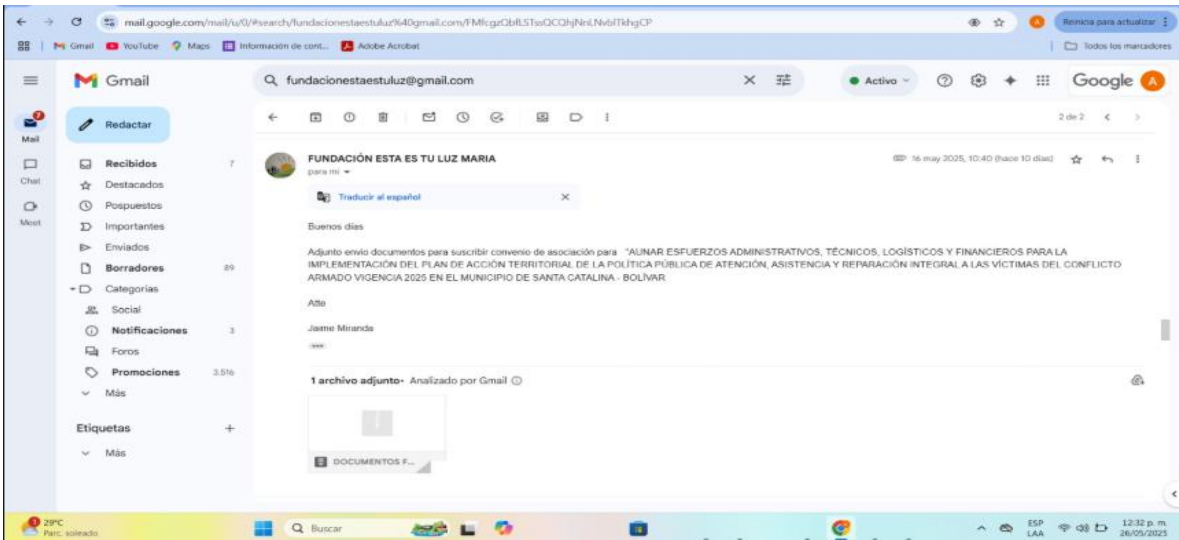 mail.google.com/mail/u/0/#search/fundacionestaestuluz%40gmail.com/
Reinicia para actualizar
Gmail YouTube Maps Información de cont... Adobe Acrobat Todos los marcadores
Gmail
fundacionestaestuluz@gmail.com
Activo
Google
A
Mail
Chat
Meet
Redactar
2 de 2
Recibidos 7
Destacados
Pospuestos
Importantes
Enviados
Borradores 89
Categorías
Social
Notificaciones 3
Foros
Promociones 3.516
Más
Etiquetas
Más
FUNDACIÓN ESTA ES TU LUZ MARIA
16 may 2025, 10:40 (hace 10 días)
para mí
Traducir al español
Buenos días
Adjunto envio documentos para suscribir convenio de asociación para "AUNAR ESFUERZOS ADMINISTRATIVOS, TÉCNICOS, LOGÍSTICOS Y FINANCIEROS PARA LA
IMPLEMENTACIÓN DEL PLAN DE ACCIÓN TERRITORIAL DE LA POLÍTICA PÚBLICA DE ATENCIÓN, ASISTENCIA Y REPARACIÓN INTEGRAL A LAS VÍCTIMAS DEL CONFLICTO
ARMADO VIGENCIA 2025 EN EL MUNICIPIO DE SANTA CATALINA - BOLÍVAR
Atte
Jaime Miranda
1 archivo adjunto• Analizado por Gmail
DOCUMENTOS F...
29°C
Parc. soleado
Buscar
ESP
LAA
12:32 p. m.
26/05/2025